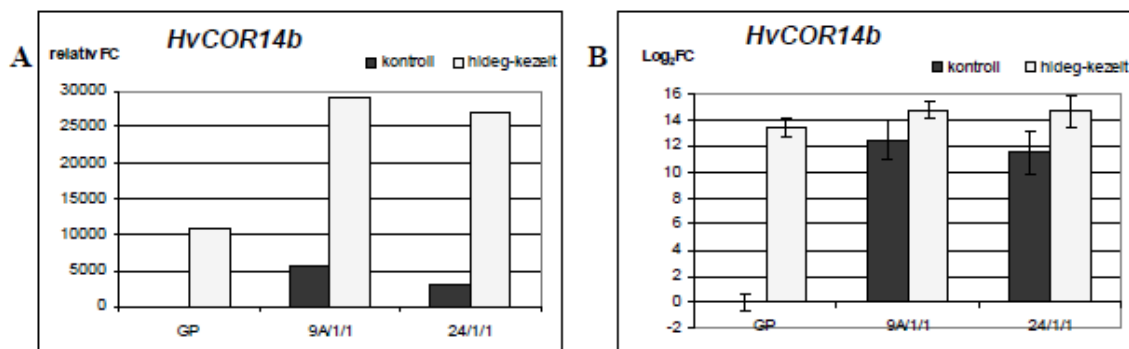 A
relatív FC
HvCOR14b
kontroll
hideg-kezelt
30000
25000
20000
15000
10000
5000
0
GP
9A/1/1
24/1/1
B
Log₂FC
HvCOR14b
kontroll
hideg-kezelt
16
14
12
10
8
6
4
2
0
-2
GP
9A/1/1
24/1/1